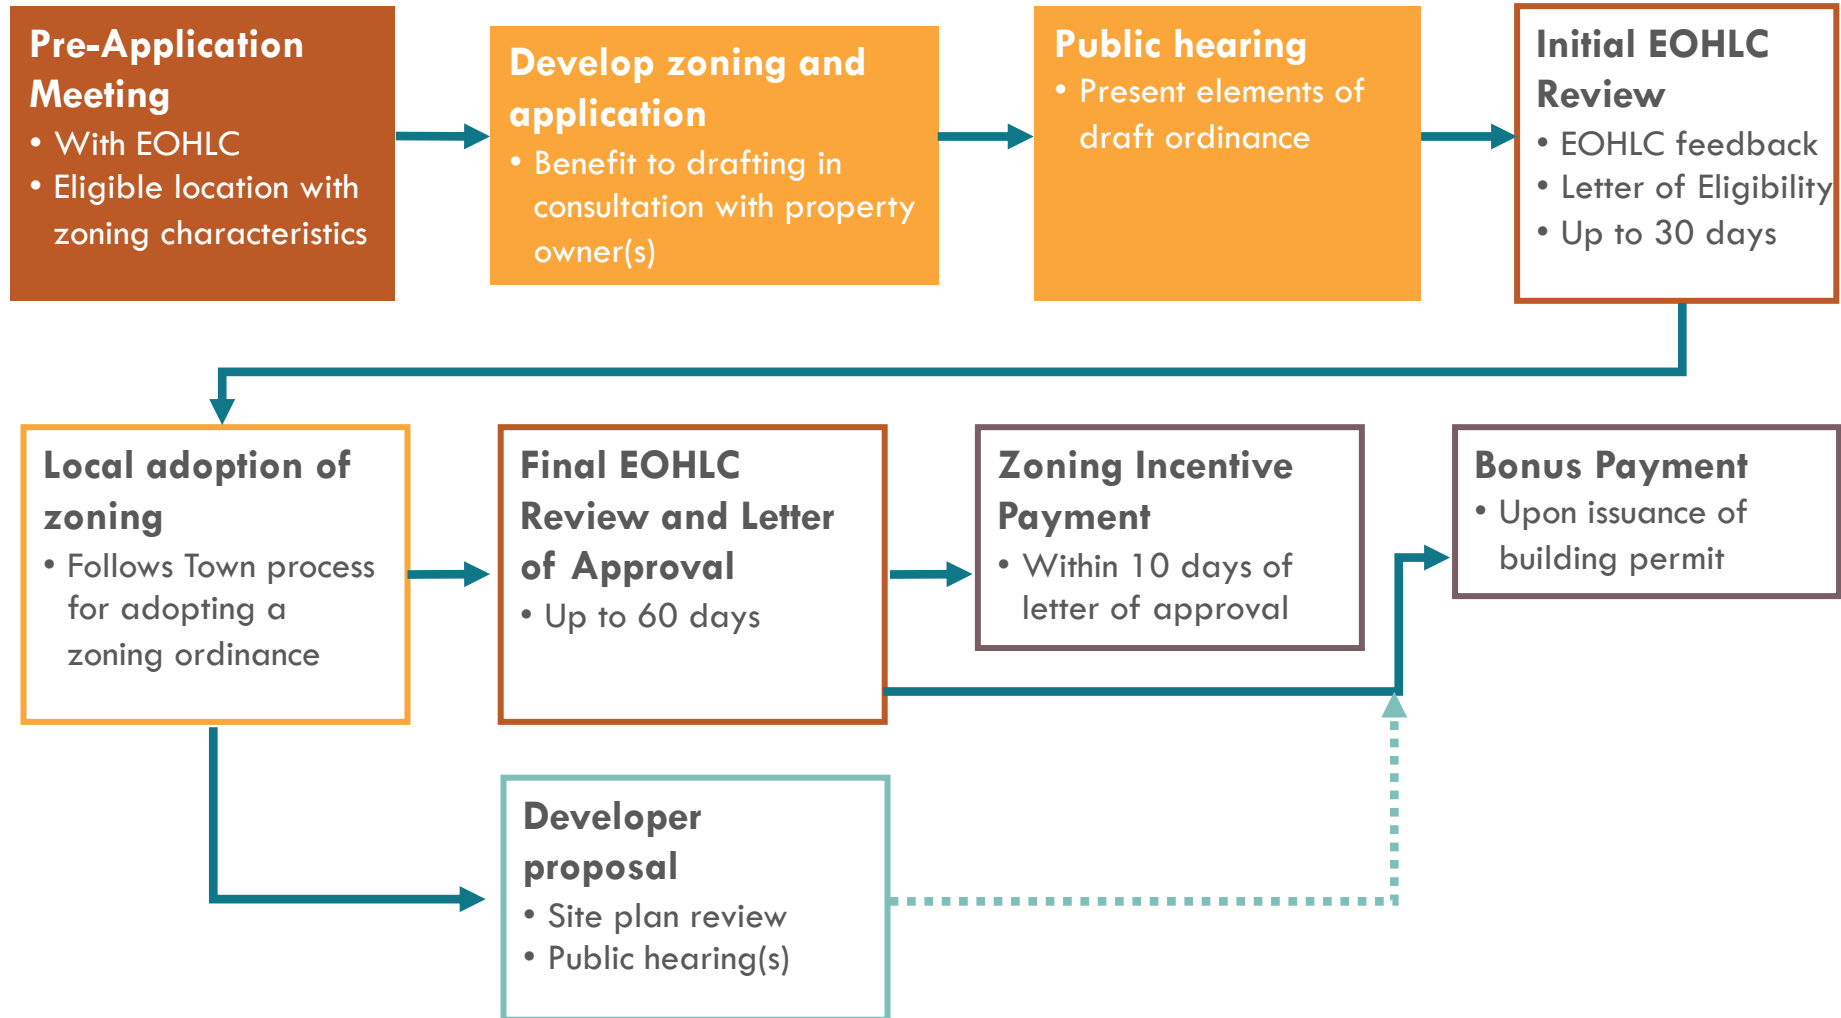 Pre-Application
Meeting
• With EOHLC
• Eligible location with
zoning characteristics
Develop zoning and
application
• Benefit to drafting in
consultation with property
owner(s)
Public hearing
• Present elements of
draft ordinance
Initial EOHLC
Review
• EOHLC feedback
• Letter of Eligibility
• Up to 30 days
Local adoption of
zoning
• Follows Town process
for adopting a
zoning ordinance
Final EOHLC
Review and Letter
of Approval
• Up to 60 days
Zoning Incentive
Payment
• Within 10 days of
letter of approval
Bonus Payment
• Upon issuance of
building permit
Developer
proposal
• Site plan review
• Public hearing(s)